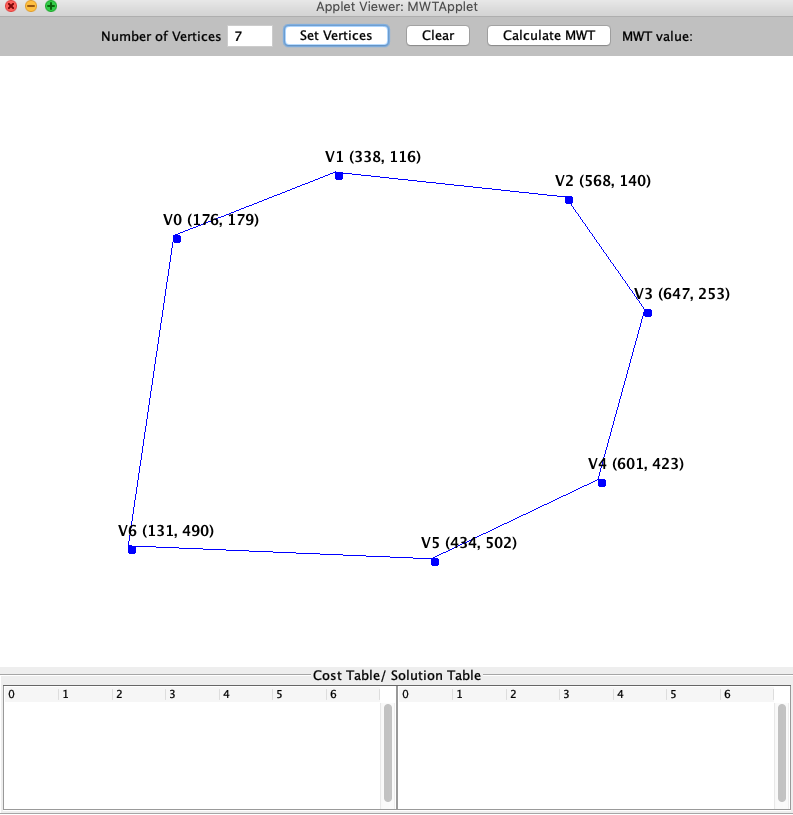 Applet Viewer: MWTApplet
Number of Vertices 7 Set Vertices Clear Calculate MWT MWT value:
V1 (338, 116)
V2 (568, 140)
V0 (176, 179)
V3 (647, 253)
V4 (601, 423)
V6 (131, 490)
V5 (434, 502)
Cost Table/ Solution Table
0 1 2 3 4 5 6 0 1 2 3 4 5 6